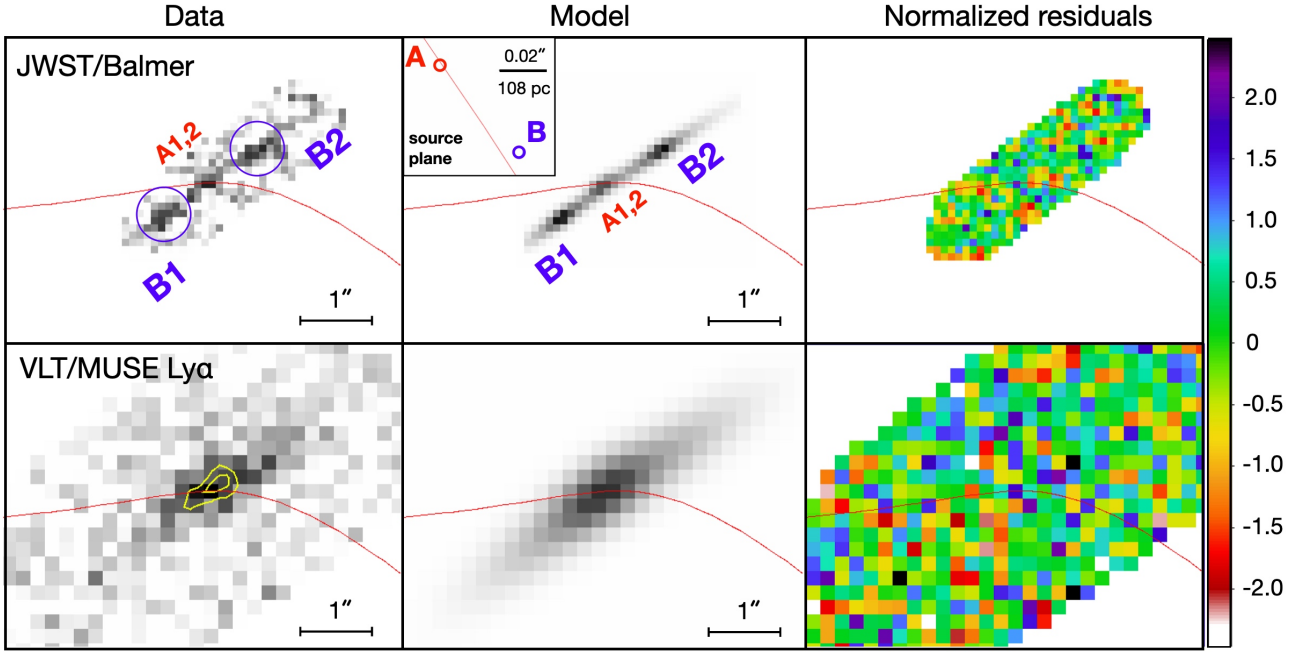 Data
Model
Normalized residuals
JWST/Balmer
A1,2
B2
B1
1″
A
0.02″
108 pc
B
source
plane
B2
A1,2
B1
1″
2.0
1.5
1.0
0.5
0
-0.5
-1.0
-1.5
-2.0
VLT/MUSE Lyα
1″
1″